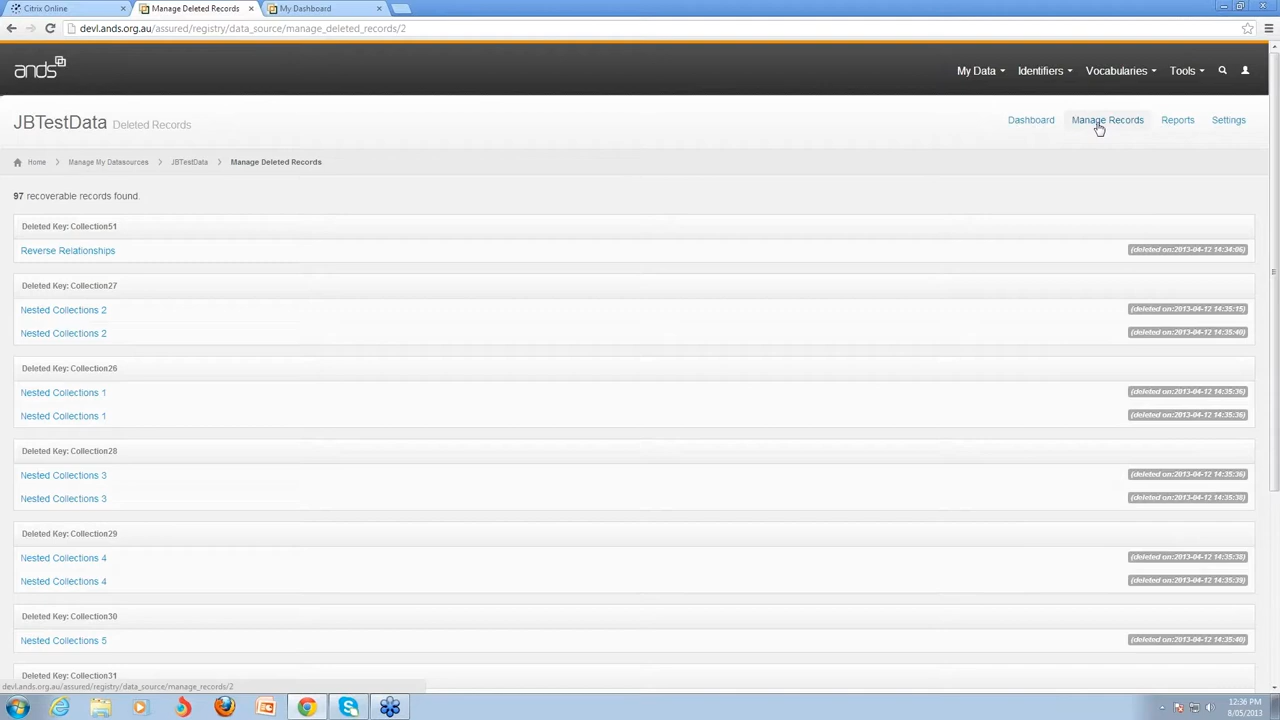 Citrix Online
Manage Deleted Records
My Dashboard
devl.ands.org.au/assured/registry/data_source/manage_deleted_records/2
ands
My Data
Identifiers
Vocabularies
Tools
JBTestData Deleted Records
Dashboard
Manage Records
Reports
Settings
Home
Manage My Datasources
JBTestData
Manage Deleted Records
97 recoverable records found.
Deleted Key: Collection51
Reverse Relationships (deleted on:2013-04-12 14:34:06)
Deleted Key: Collection27
Nested Collections 2 (deleted on:2013-04-12 14:35:15)
Nested Collections 2 (deleted on:2013-04-12 14:35:40)
Deleted Key: Collection26
Nested Collections 1 (deleted on:2013-04-12 14:35:36)
Nested Collections 1 (deleted on:2013-04-12 14:35:36)
Deleted Key: Collection28
Nested Collections 3 (deleted on:2013-04-12 14:35:36)
Nested Collections 3 (deleted on:2013-04-12 14:35:38)
Deleted Key: Collection29
Nested Collections 4 (deleted on:2013-04-12 14:35:38)
Nested Collections 4 (deleted on:2013-04-12 14:35:39)
Deleted Key: Collection30
Nested Collections 5 (deleted on:2013-04-12 14:35:40)
Deleted Key: Collection31
devl.ands.org.au/assured/registry/data_source/manage_records/2
12:36 PM
8/05/2013